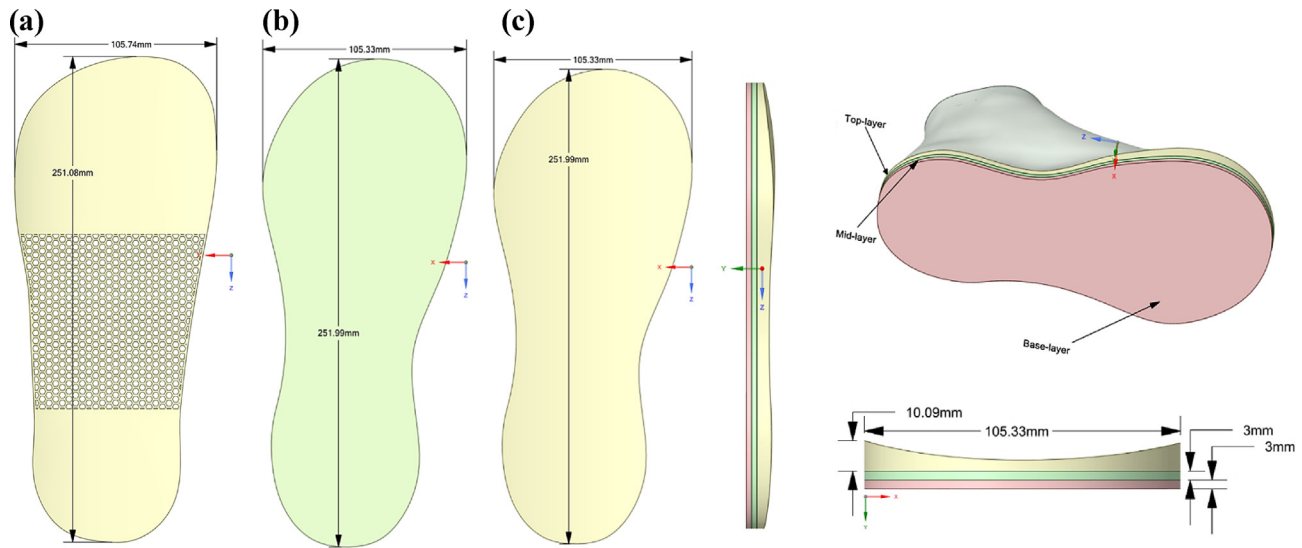 (a)
(b)
(c)
105.74mm
105.33mm
105.33mm
251.08mm
251.99mm
251.99mm
Z
X
Z
X
Z
Y
Z
Top-layer
Mid-layer
Base-layer
Z
X
10.09mm
105.33mm
3mm
3mm
X
Y